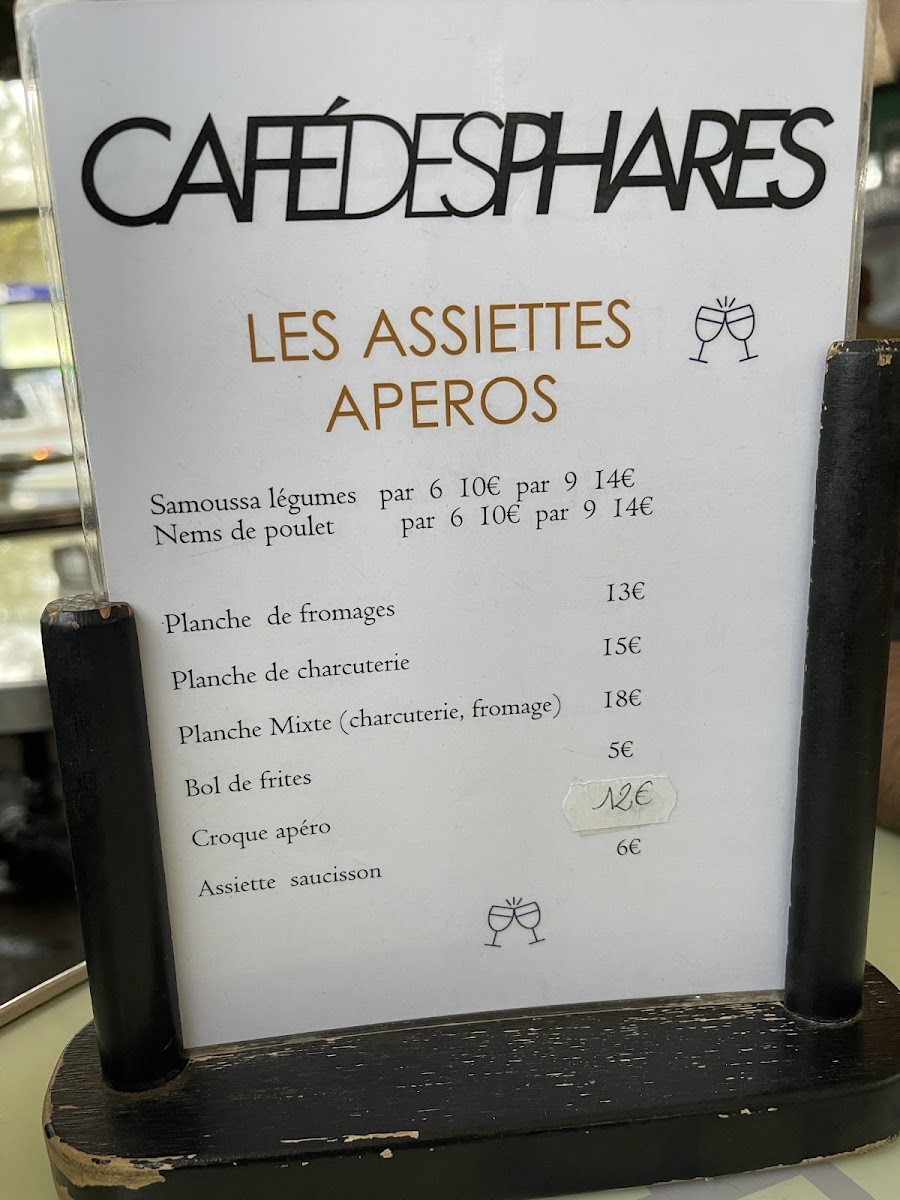 CAFÉDESPHARES
LES ASSIETTES
APEROS
Samoussa légumes par 6 10€ par 9 14€
Nems de poulet par 6 10€ par 9 14€
Planche de fromages 13€
Planche de charcuterie 15€
Planche Mixte (charcuterie, fromage) 18€
Bol de frites 5€
Croque apéro 12€
Assiette saucisson 6€